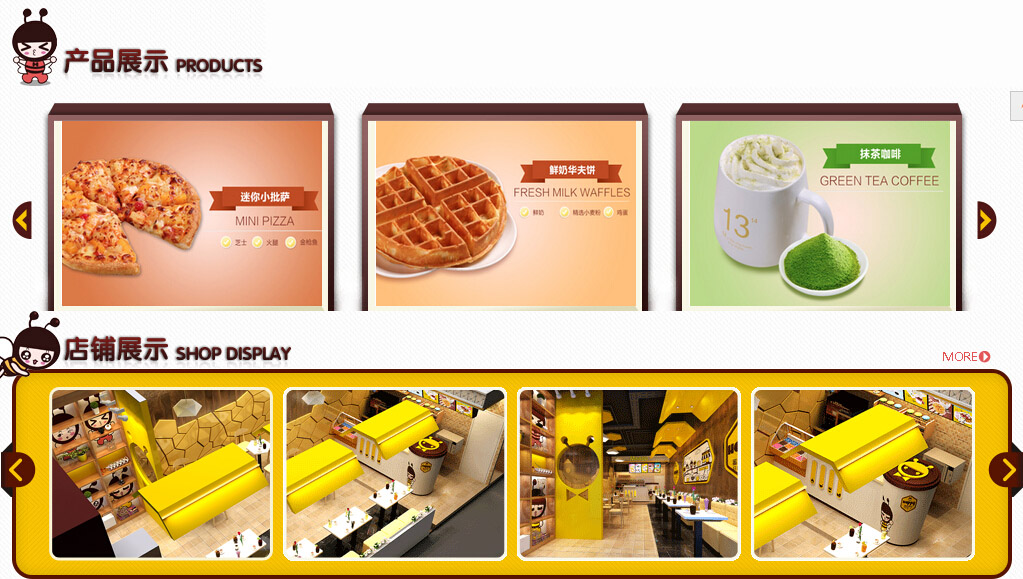 产品展示 PRODUCTS
迷你小批萨
MINI PIZZA
芝士 火腿 金枪鱼
鲜奶华夫饼
FRESH MILK WAFFLES
鲜奶 精选小麦粉 鸡蛋
抹茶咖啡
GREEN TEA COFFEE
13
店铺展示 SHOP DISPLAY
MORE